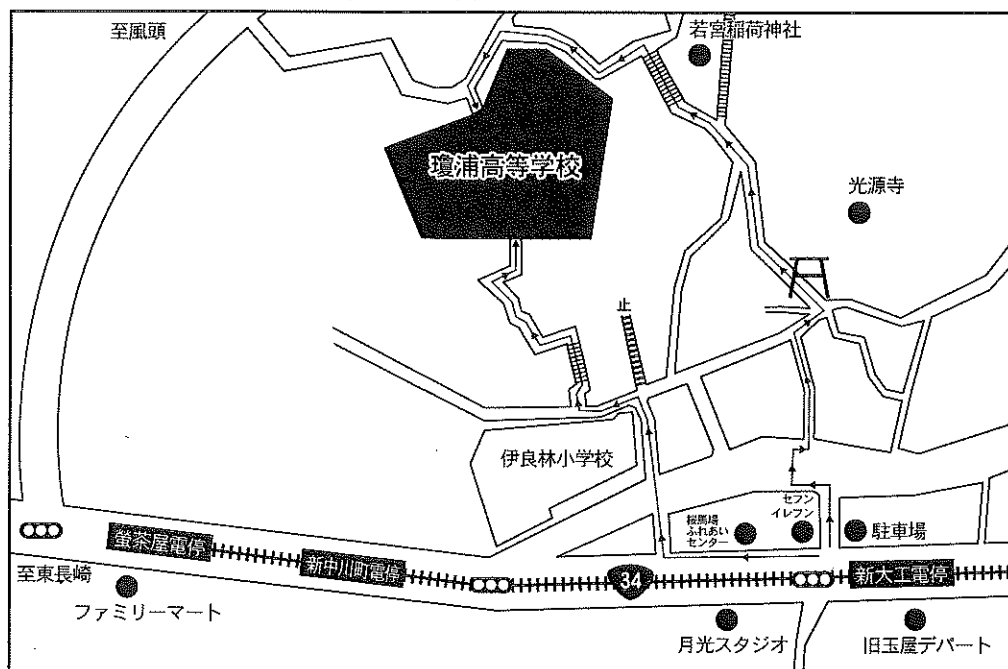 至風頭
若宮稲荷神社
瓊浦高等学校
光源寺
止
伊良林小学校
セブン
イレブン
桜馬場
ふれあい
センター
駐車場
蛍茶屋電停
新中川町電停
34
新大工電停
至東長崎
ファミリーマート
月光スタジオ
旧玉屋デパート